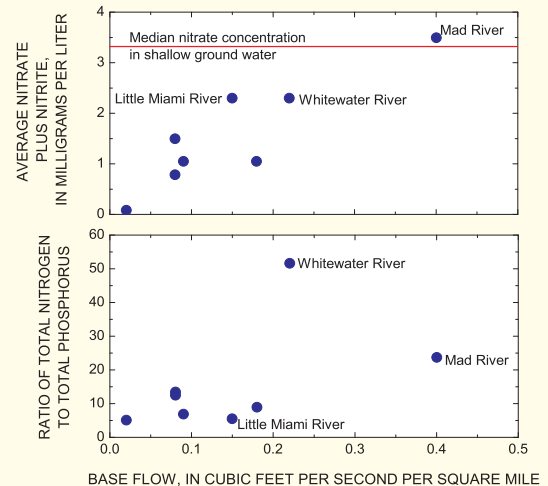 AVERAGE NITRATE
PLUS NITRITE,
IN MILLIGRAMS PER LITER
4
3
2
1
0
Mad River
Median nitrate concentration
in shallow ground water
Little Miami River
Whitewater River
RATIO OF TOTAL NITROGEN
TO TOTAL PHOSPHORUS
60
50
40
30
20
10
0
Whitewater River
Mad River
Little Miami River
0.0 0.1 0.2 0.3 0.4 0.5
BASE FLOW, IN CUBIC FEET PER SECOND PER SQUARE MILE